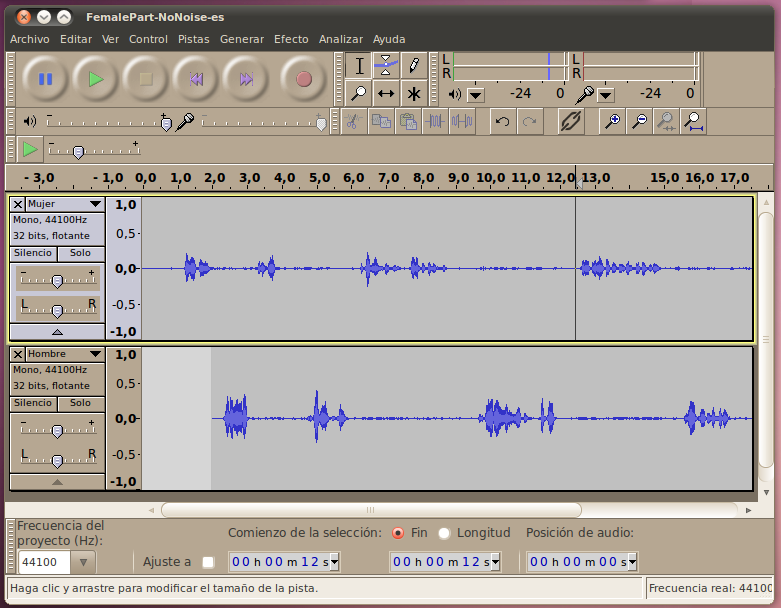 FemalePart-NoNoise-es
Archivo Editar Ver Control Pistas Generar Efecto Analizar Ayuda
L L
R R
-24 0 -24 0
- + - +
- +
- 3,0 - 1,0 0,0 1,0 2,0 3,0 4,0 5,0 6,0 7,0 8,0 9,0 10,0 11,0 12,0 13,0 15,0 16,0 17,0
Mujer 1,0
Mono, 44100Hz
32 bits, flotante 0,5
Silencio Solo
- + 0,0
L R -0,5
-1,0
Hombre 1,0
Mono, 44100Hz
32 bits, flotante 0,5
Silencio Solo
- + 0,0
L R -0,5
-1,0
Frecuencia del
proyecto (Hz):
Comienzo de la selección: Fin Longitud Posición de audio:
44100 Ajuste a 00 h 00 m 12 s 00 h 00 m 12 s 00 h 00 m 00 s
Haga clic y arrastre para modificar el tamaño de la pista. Frecuencia real: 44100